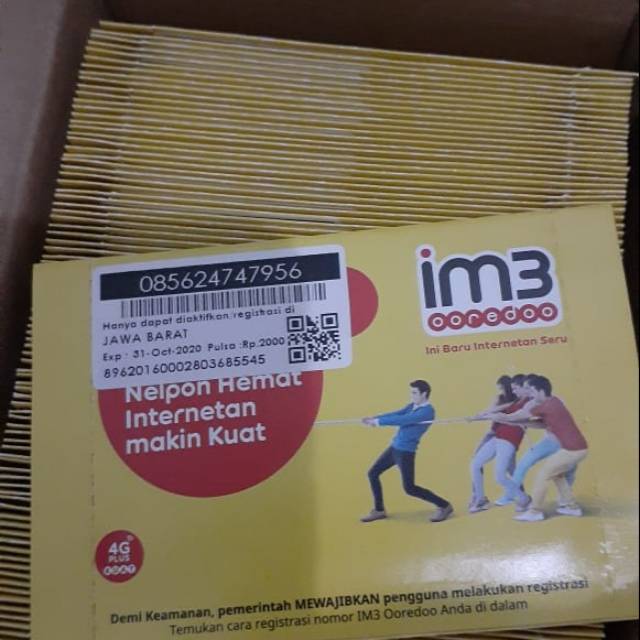 085624747956
Hanya dapat diaktifkan/registrasi di
JAWA BARAT
Exp : 31-Oct-2020 Pulsa :Rp.2000
89620160002803685545
im3
ooredoo
Ini Baru Internetan Seru
Nelpon Hemat
Internetan
makin Kuat
4G
PLUS
KUAT
Demi Keamanan, pemerintah MEWAJIBKAN pengguna melakukan registrasi
Temukan cara registrasi nomor IM3 Ooredoo Anda di dalam